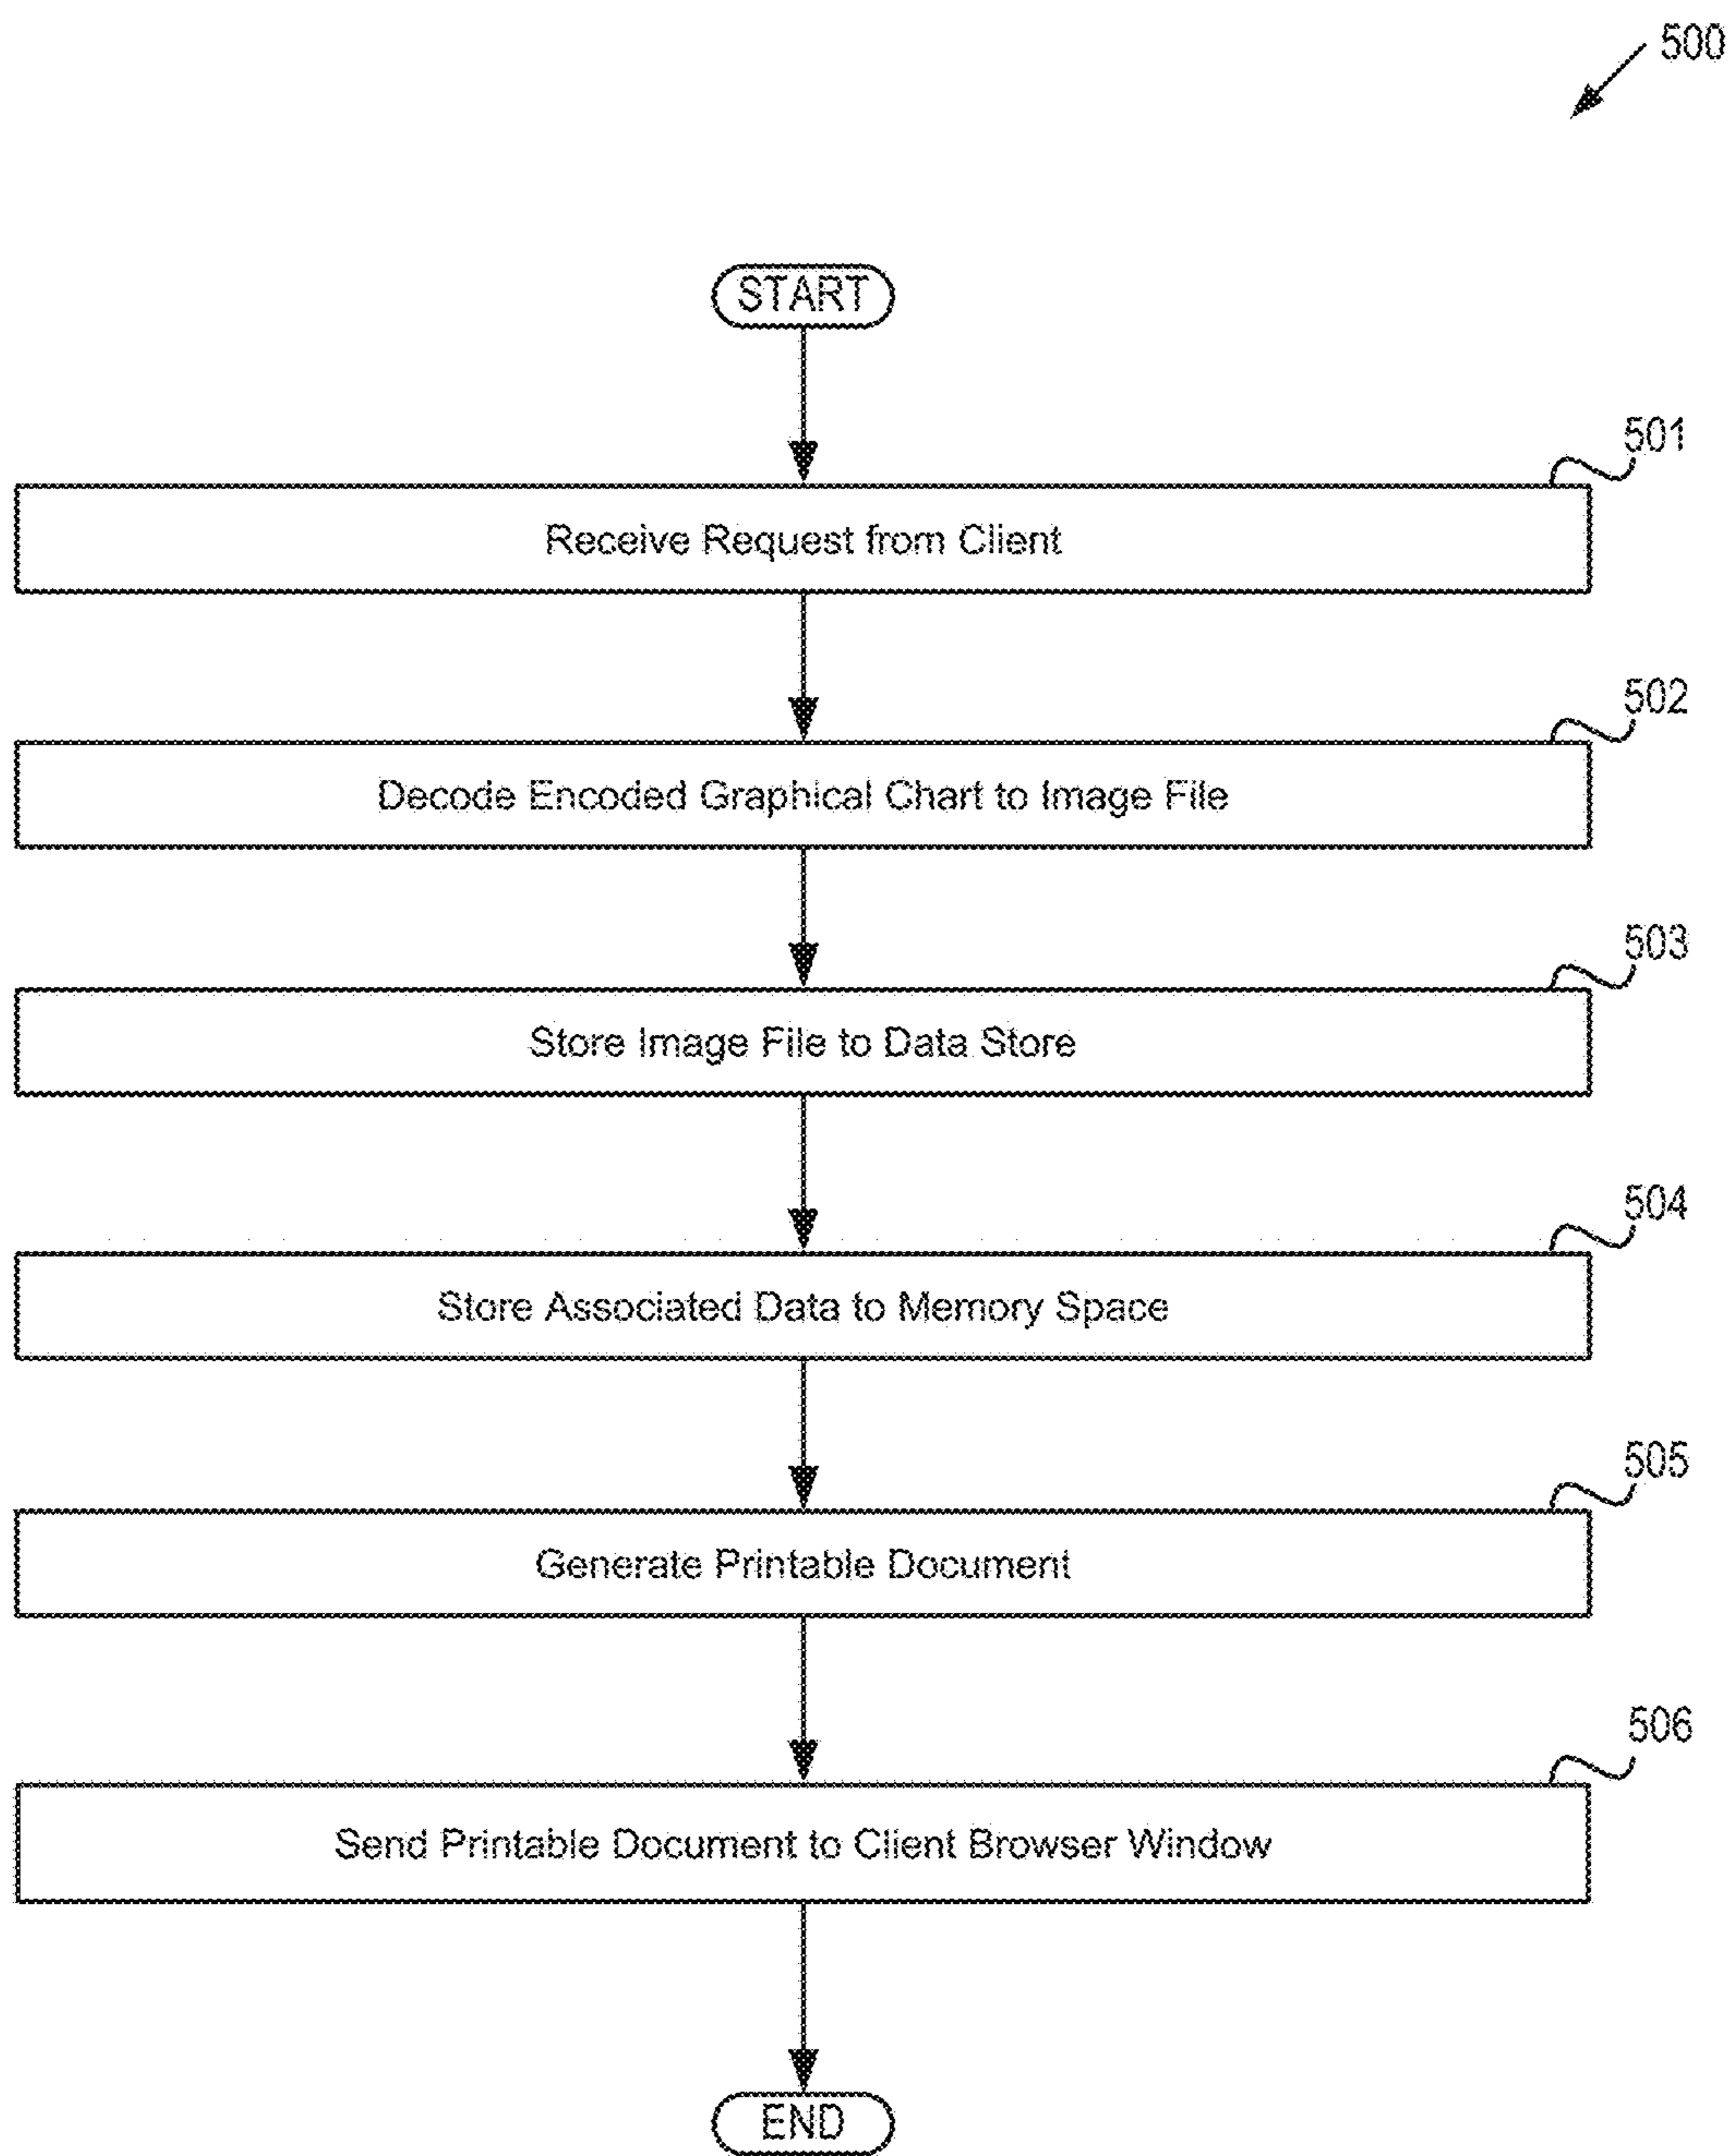 500
START
501
Receive Request from Client
502
Decode Encoded Graphical Chart to Image File
503
Store Image File to Data Store
504
Store Associated Data to Memory Space
505
Generate Printable Document
506
Send Printable Document to Client Browser Window
END